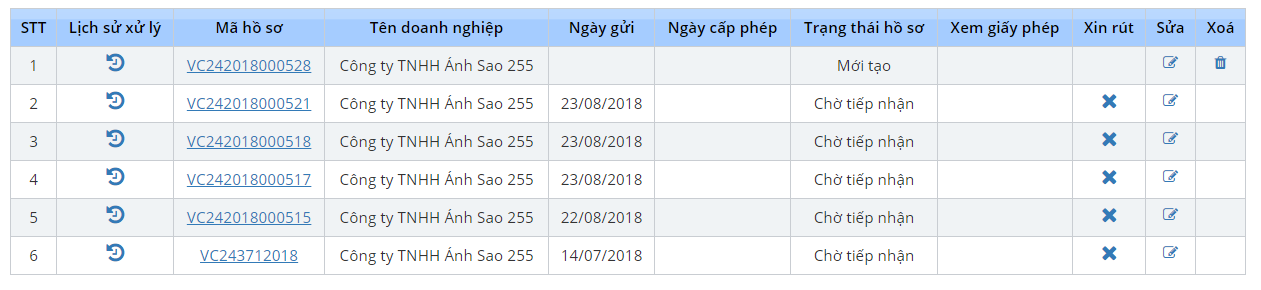 STT Lịch sử xử lý Mã hồ sơ Tên doanh nghiệp Ngày gửi Ngày cấp phép Trạng thái hồ sơ Xem giấy phép Xin rút Sửa Xoá
1 VC242018000528 Công ty TNHH Ánh Sao 255 Mới tạo
2 VC242018000521 Công ty TNHH Ánh Sao 255 23/08/2018 Chờ tiếp nhận
3 VC242018000518 Công ty TNHH Ánh Sao 255 23/08/2018 Chờ tiếp nhận
4 VC242018000517 Công ty TNHH Ánh Sao 255 23/08/2018 Chờ tiếp nhận
5 VC242018000515 Công ty TNHH Ánh Sao 255 22/08/2018 Chờ tiếp nhận
6 VC243712018 Công ty TNHH Ánh Sao 255 14/07/2018 Chờ tiếp nhận